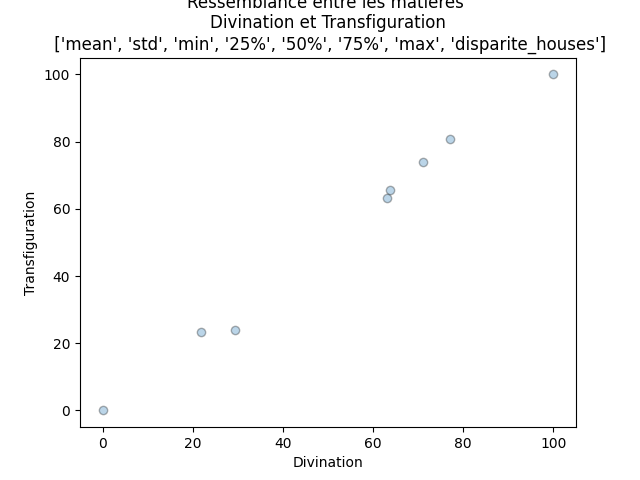 Ressemblance entre les matières
Divination et Transfiguration
['mean', 'std', 'min', '25%', '50%', '75%', 'max', 'disparite_houses']
100
80
60
40
20
0
Transfiguration
0 20 40 60 80 100
Divination